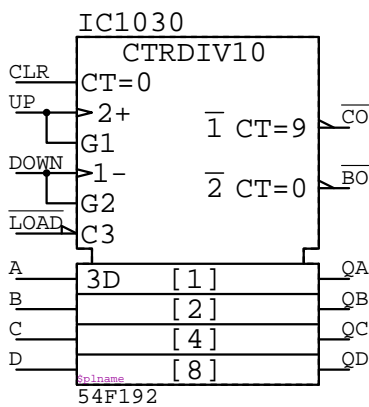 IC1030
CTRDIV10
CLR CT=0
UP 2+ 1 CT=9 CO
G1
DOWN 1- 2 CT=0 BO
G2
LOAD C3
A 3D [1] QA
B [2] QB
C [4] QC
D [8] QD
$plname
54F192